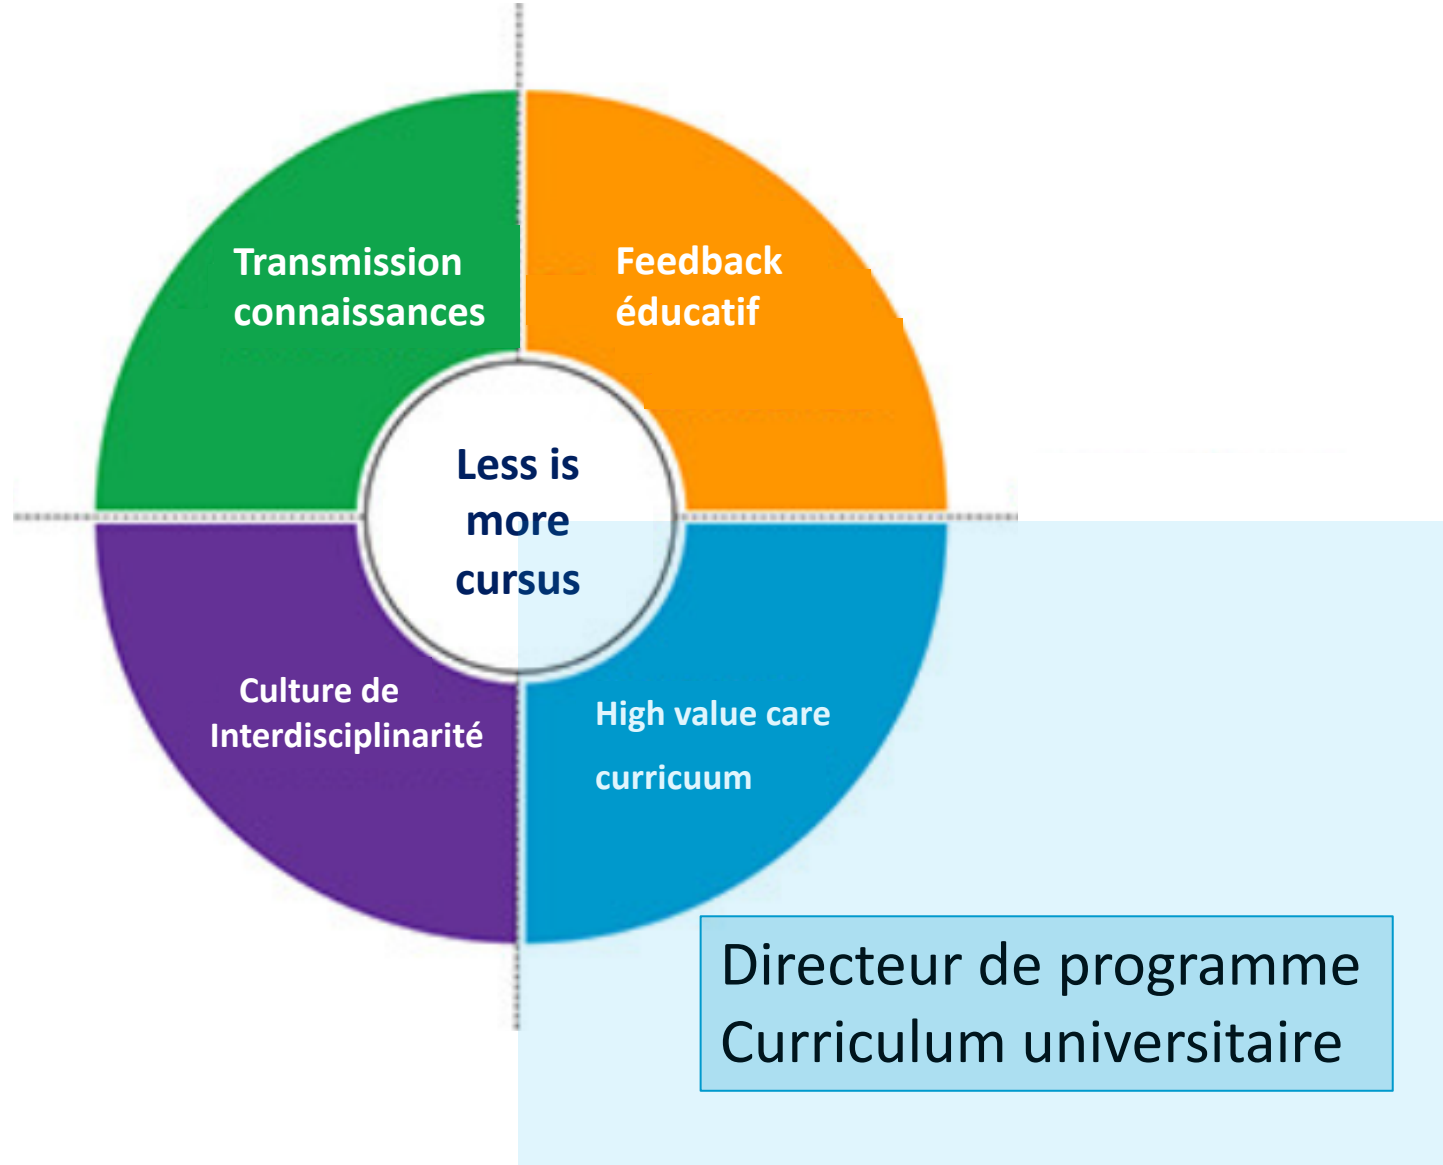 Transmission
connaissances
Feedback
éducatif
Less is
more
cursus
Culture de
Interdisciplinarité
High value care
curricuum
Directeur de programme
Curriculum universitaire